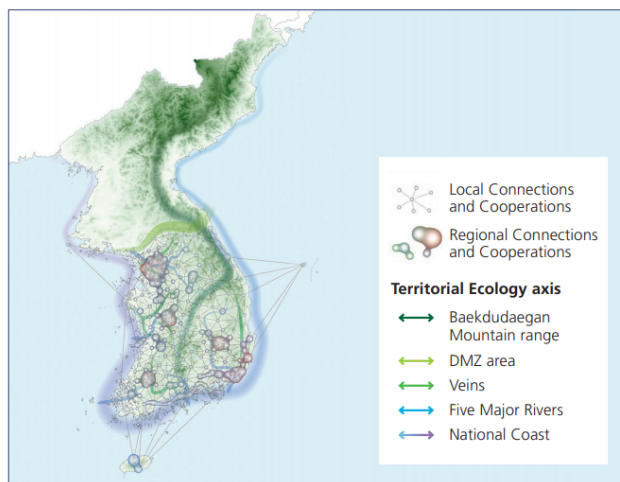 Local Connections
and Cooperations
Regional Connections
and Cooperations
Territorial Ecology axis
Baekdudaegan
Mountain range
DMZ area
Veins
Five Major Rivers
National Coast